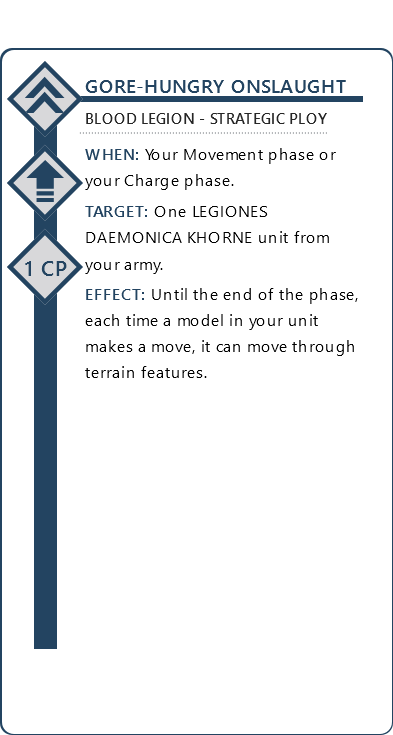 GORE-HUNGRY ONSLAUGHT
BLOOD LEGION - STRATEGIC PLOY
WHEN: Your Movement phase or
your Charge phase.
TARGET: One LEGIONES
DAEMONICA KHORNE unit from
your army.
1 CP
EFFECT: Until the end of the phase,
each time a model in your unit
makes a move, it can move through
terrain features.